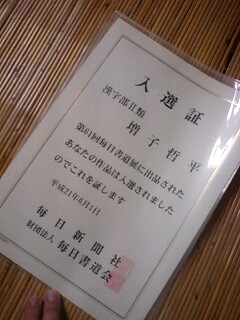 入選証
漢字部II類
増子哲平
第61回毎日書道展に出品された
あなたの作品は入選されました
のでこれを証します
平成21年6月1日
毎日新聞社
財団法人 毎日書道会